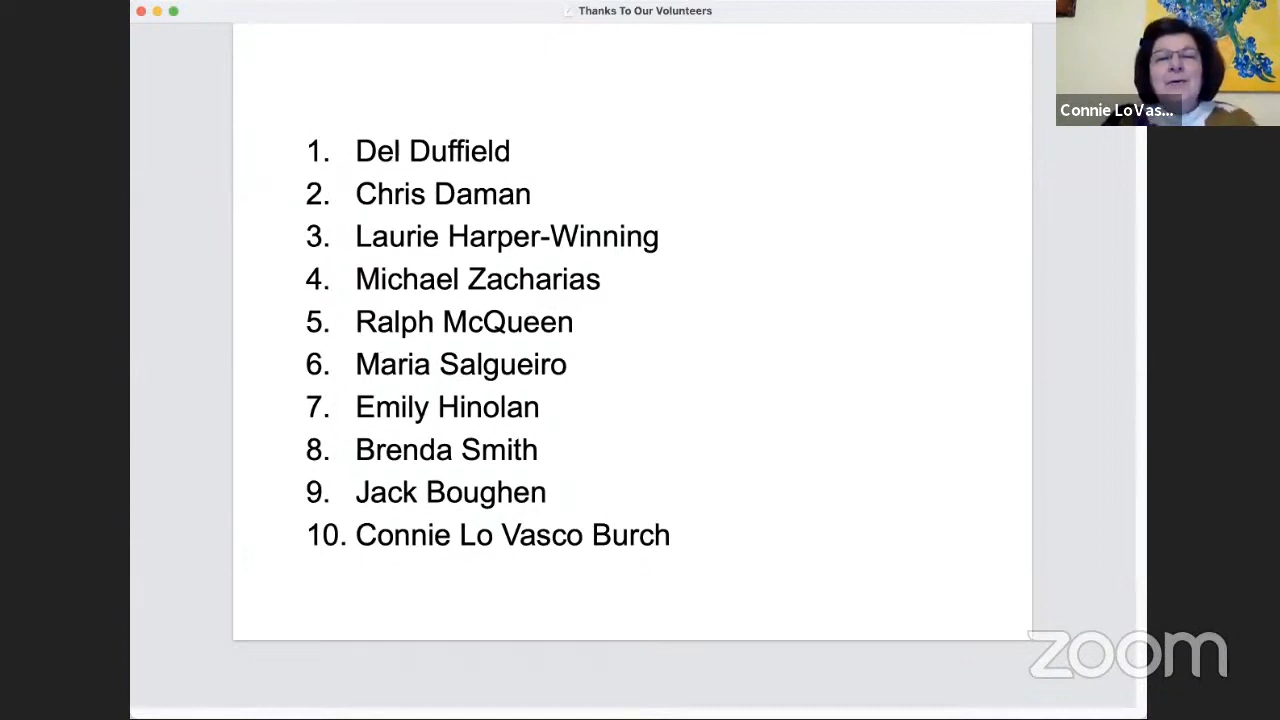 Thanks To Our Volunteers
Connie LoVas...
1. Del Duffield
2. Chris Daman
3. Laurie Harper-Winning
4. Michael Zacharias
5. Ralph McQueen
6. Maria Salgueiro
7. Emily Hinolan
8. Brenda Smith
9. Jack Boughen
10. Connie Lo Vasco Burch
zoom